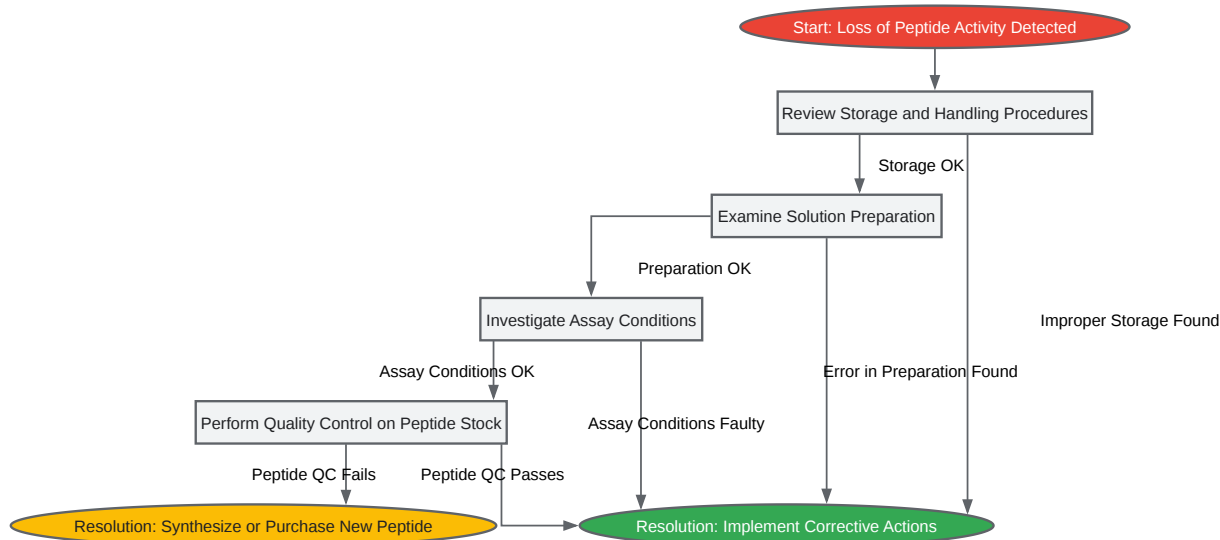 Start: Loss of Peptide Activity Detected
Review Storage and Handling Procedures
Storage OK
Examine Solution Preparation
Preparation OK
Investigate Assay Conditions
Improper Storage Found
Assay Conditions OK
Error in Preparation Found
Perform Quality Control on Peptide Stock
Assay Conditions Faulty
Peptide QC Fails
Peptide QC Passes
Resolution: Synthesize or Purchase New Peptide
Resolution: Implement Corrective Actions